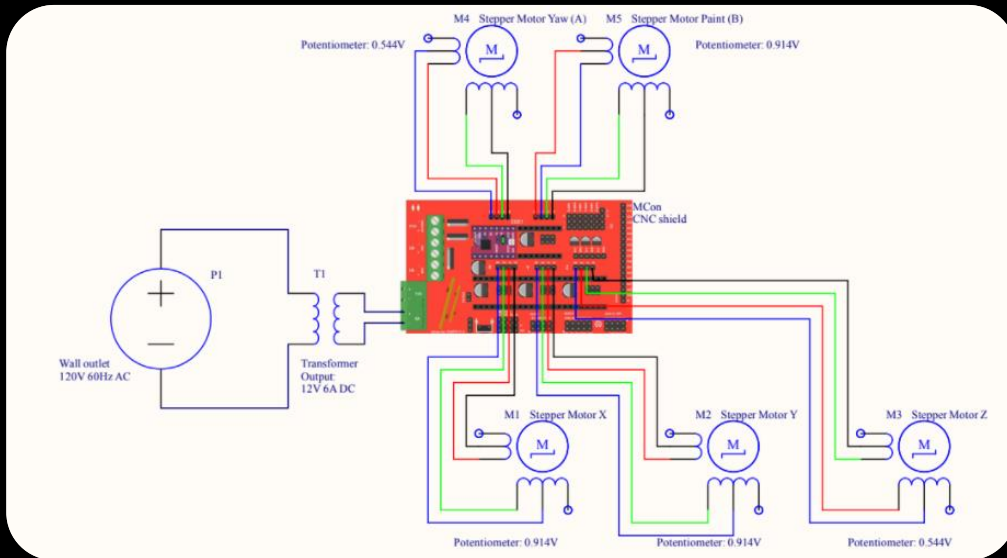 M4 Stepper Motor Yaw (A)
M5 Stepper Motor Paint (B)
Potentiometer: 0.544V
Potentiometer: 0.914V
M
M
MCon
CNC shield
P1
T1
Wall outlet
120V 60Hz AC
Transformer
Output:
12V 6A DC
M1 Stepper Motor X
M2 Stepper Motor Y
M3 Stepper Motor Z
M
M
M
Potentiometer: 0.914V
Potentiometer: 0.914V
Potentiometer: 0.544V